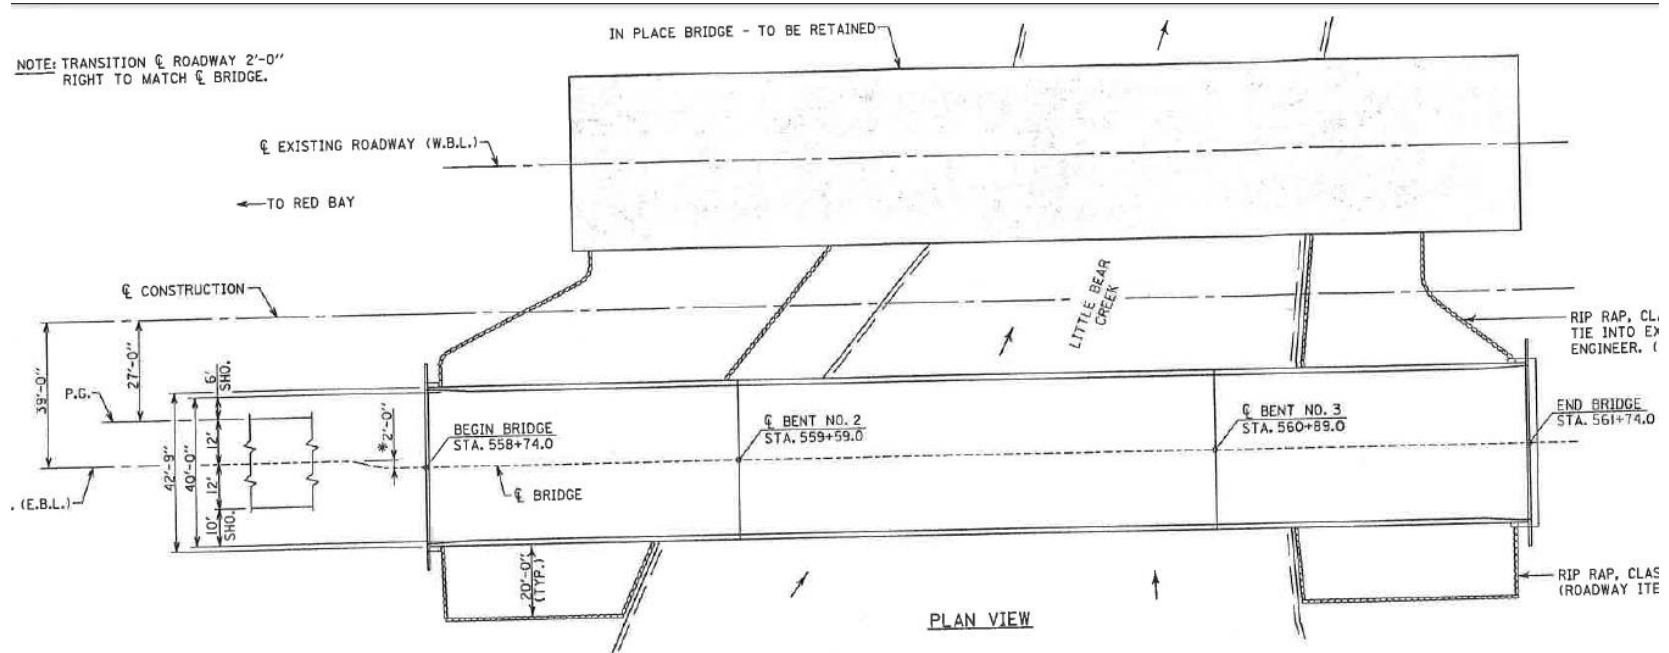 IN PLACE BRIDGE - TO BE RETAINED
NOTE: TRANSITION ℄ ROADWAY 2'-0"
RIGHT TO MATCH ℄ BRIDGE.
℄ EXISTING ROADWAY (W.B.L.)
TO RED BAY
℄ CONSTRUCTION
LITTLE BEAR
CREEK
RIP RAP, CLA
TIE INTO EX
ENGINEER. (
39'-0"
27'-0"
6'
SHO.
P.G.
42'-9"
40'-0"
12'
12'
10'
SHO.
*2'-0"
BEGIN BRIDGE
STA. 558+74.0
℄ BENT NO. 2
STA. 559+59.0
℄ BENT NO. 3
STA. 560+89.0
END BRIDGE
STA. 561+74.0
. (E.B.L.)
℄ BRIDGE
20'-0"
(TYP.)
RIP RAP, CLAS
(ROADWAY ITE
PLAN VIEW